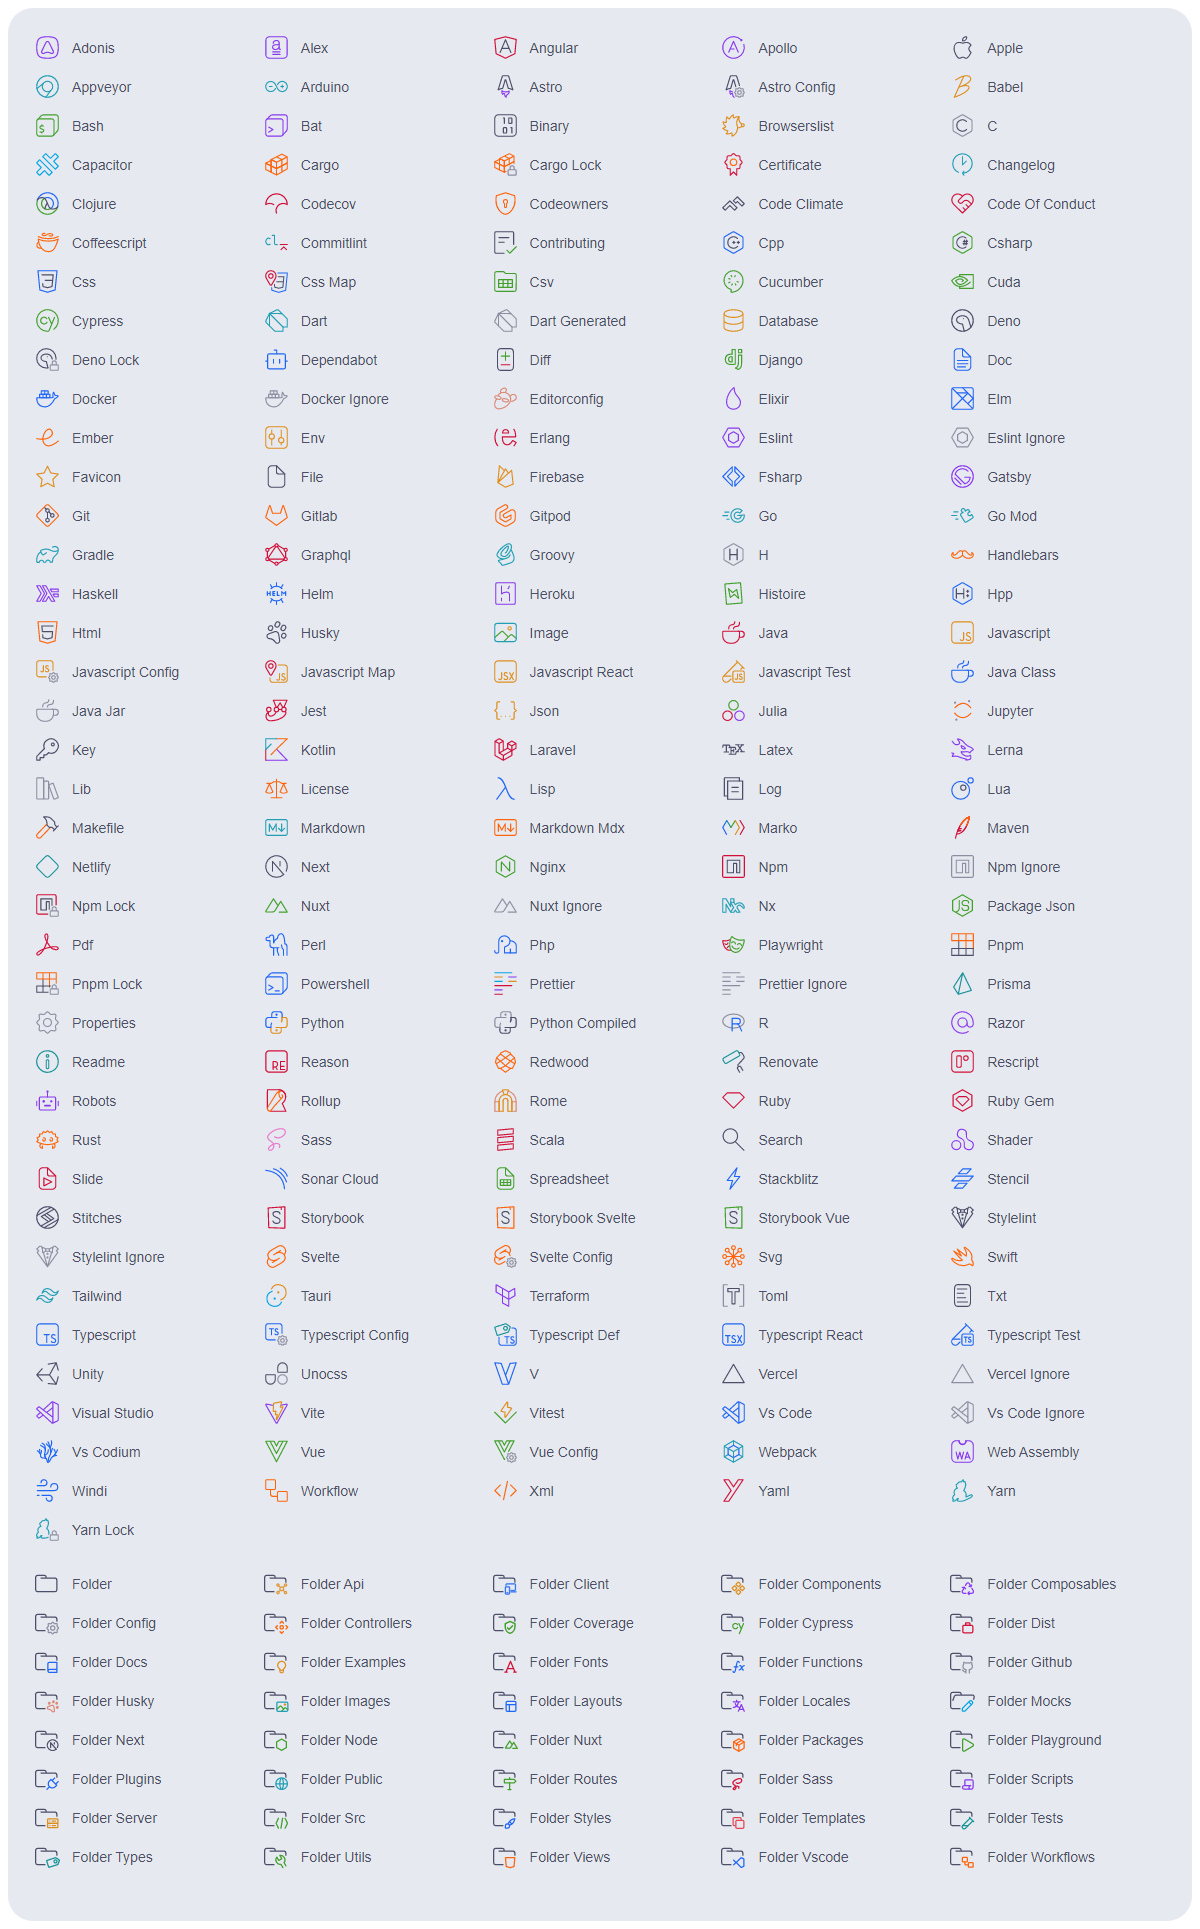 Adonis Alex Angular Apollo Apple
Appveyor Arduino Astro Astro Config Babel
Bash Bat Binary Browserslist C
Capacitor Cargo Cargo Lock Certificate Changelog
Clojure Codecov Codeowners Code Climate Code Of Conduct
Coffeescript Commitlint Contributing Cpp Csharp
Css Css Map Csv Cucumber Cuda
Cypress Dart Dart Generated Database Deno
Deno Lock Dependabot Diff Django Doc
Docker Docker Ignore Editorconfig Elixir Elm
Ember Env Erlang Eslint Eslint Ignore
Favicon File Firebase Fsharp Gatsby
Git Gitlab Gitpod Go Go Mod
Gradle Graphql Groovy H Handlebars
Haskell Helm Heroku Histoire Hpp
Html Husky Image Java Javascript
Javascript Config Javascript Map Javascript React Javascript Test Java Class
Java Jar Jest Json Julia Jupyter
Key Kotlin Laravel Latex Lerna
Lib License Lisp Log Lua
Makefile Markdown Markdown Mdx Marko Maven
Netlify Next Nginx Npm Npm Ignore
Npm Lock Nuxt Nuxt Ignore Nx Package Json
Pdf Perl Php Playwright Pnpm
Pnpm Lock Powershell Prettier Prettier Ignore Prisma
Properties Python Python Compiled R Razor
Readme Reason Redwood Renovate Rescript
Robots Rollup Rome Ruby Ruby Gem
Rust Sass Scala Search Shader
Slide Sonar Cloud Spreadsheet Stackblitz Stencil
Stitches Storybook Storybook Svelte Storybook Vue Stylelint
Stylelint Ignore Svelte Svelte Config Svg Swift
Tailwind Tauri Terraform Toml Txt
Typescript Typescript Config Typescript Def Typescript React Typescript Test
Unity Unocss V Vercel Vercel Ignore
Visual Studio Vite Vitest Vs Code Vs Code Ignore
Vs Codium Vue Vue Config Webpack Web Assembly
Windi Workflow Xml Yaml Yarn
Yarn Lock
Folder Folder Api Folder Client Folder Components Folder Composables
Folder Config Folder Controllers Folder Coverage Folder Cypress Folder Dist
Folder Docs Folder Examples Folder Fonts Folder Functions Folder Github
Folder Husky Folder Images Folder Layouts Folder Locales Folder Mocks
Folder Next Folder Node Folder Nuxt Folder Packages Folder Playground
Folder Plugins Folder Public Folder Routes Folder Sass Folder Scripts
Folder Server Folder Src Folder Styles Folder Templates Folder Tests
Folder Types Folder Utils Folder Views Folder Vscode Folder Workflows